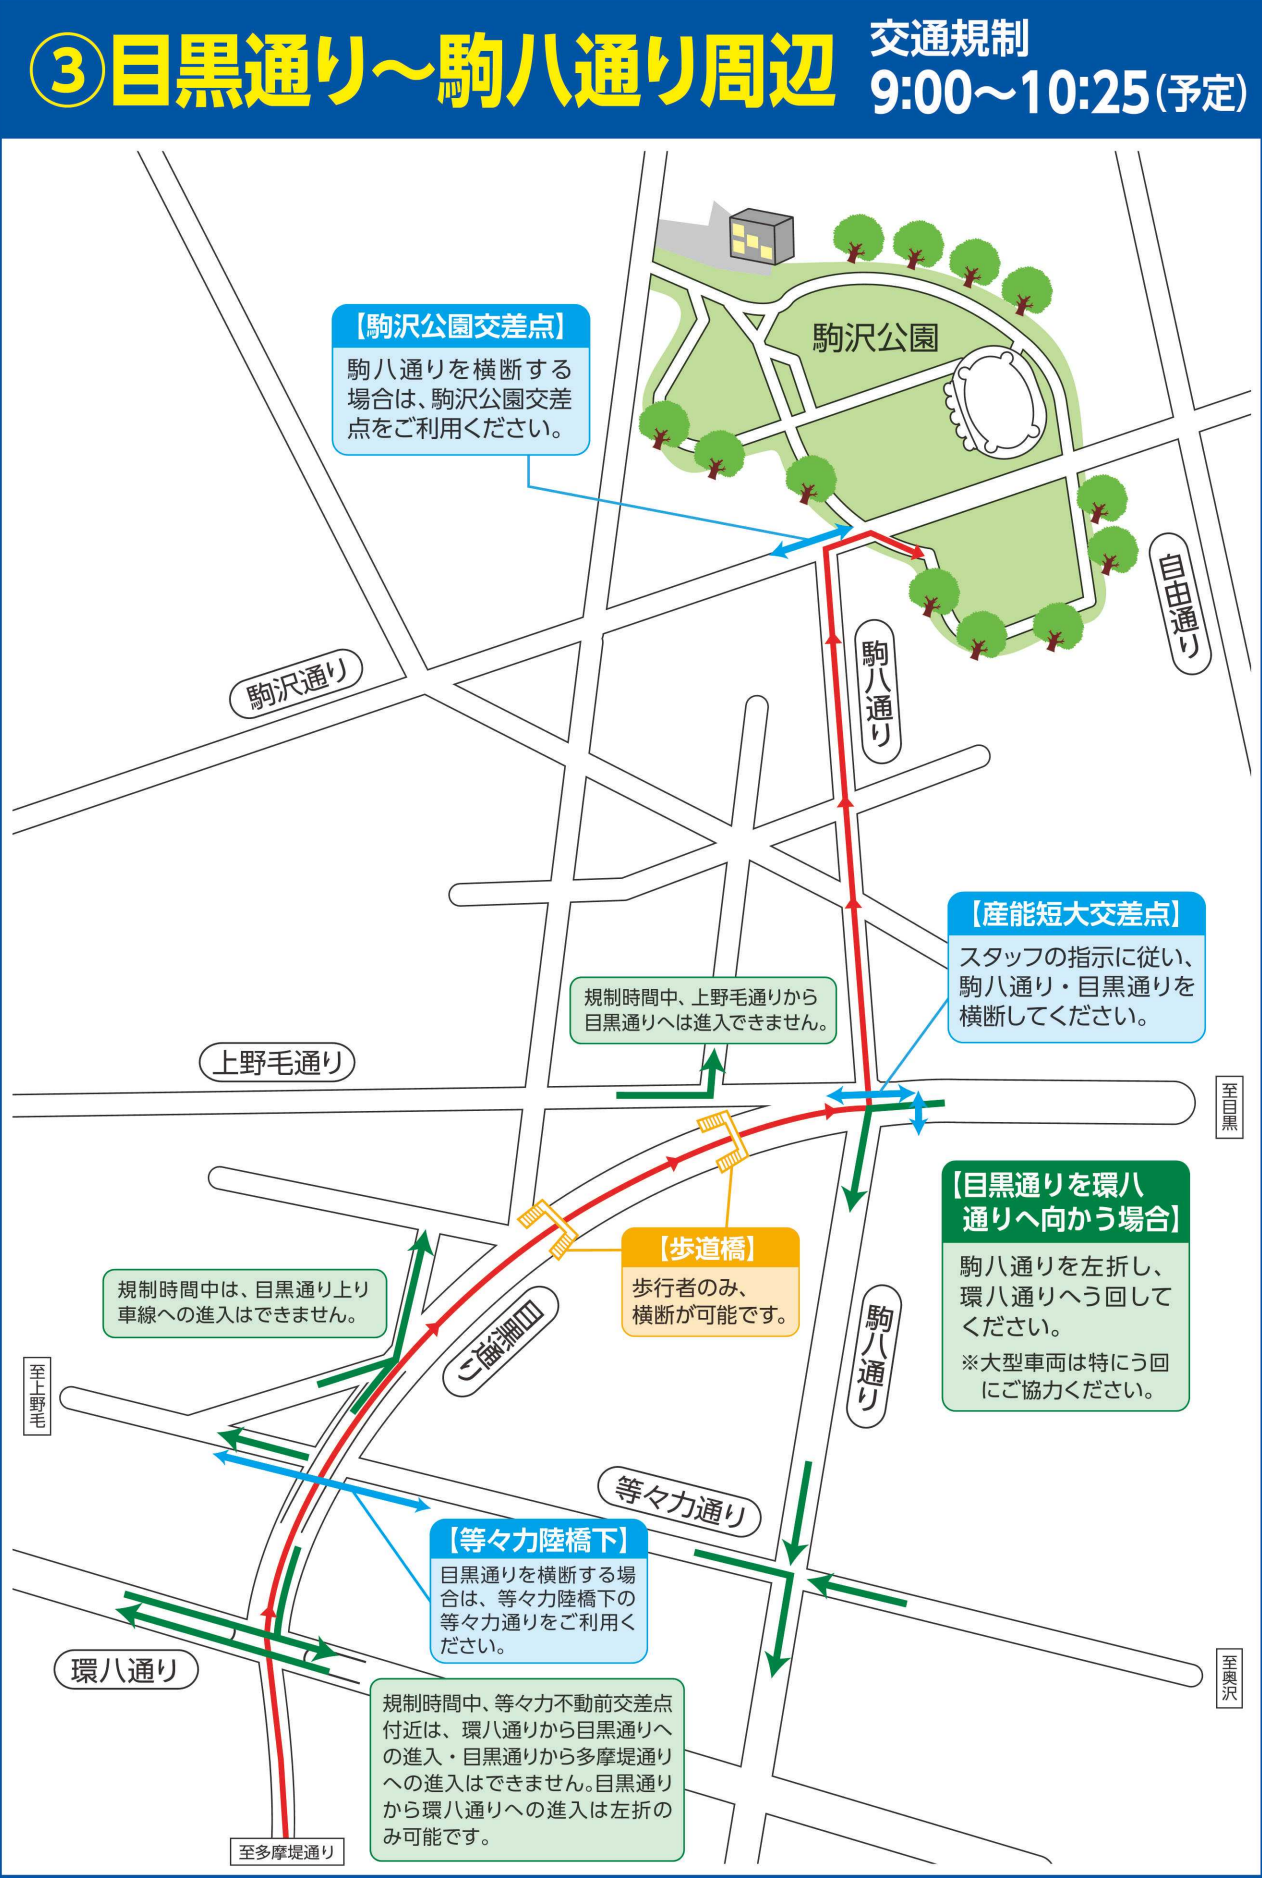 ③目黒通り〜駒八通り周辺
交通規制
9:00〜10:25(予定)
駒沢公園
【駒沢公園交差点】
駒八通りを横断する
場合は、駒沢公園交差
点をご利用ください。
自由通り
駒沢通り
駒八通り
【産能短大交差点】
スタッフの指示に従い、
駒八通り・目黒通りを
横断してください。
規制時間中、上野毛通りから
目黒通りへは進入できません。
上野毛通り
至目黒
【目黒通りを環八
通りへ向かう場合】
駒八通りを左折し、
環八通りへう回して
ください。
※大型車両は特にう回
にご協力ください。
【歩道橋】
歩行者のみ、
横断が可能です。
規制時間中は、目黒通り上り
車線への進入はできません。
目黒通り
駒八通り
至上野毛
等々力通り
【等々力陸橋下】
目黒通りを横断する場
合は、等々力陸橋下の
等々力通りをご利用く
ださい。
環八通り
至奥沢
規制時間中、等々力不動前交差点
付近は、環八通りから目黒通りへ
の進入・目黒通りから多摩堤通り
への進入はできません。目黒通り
から環八通りへの進入は左折の
み可能です。
至多摩堤通り